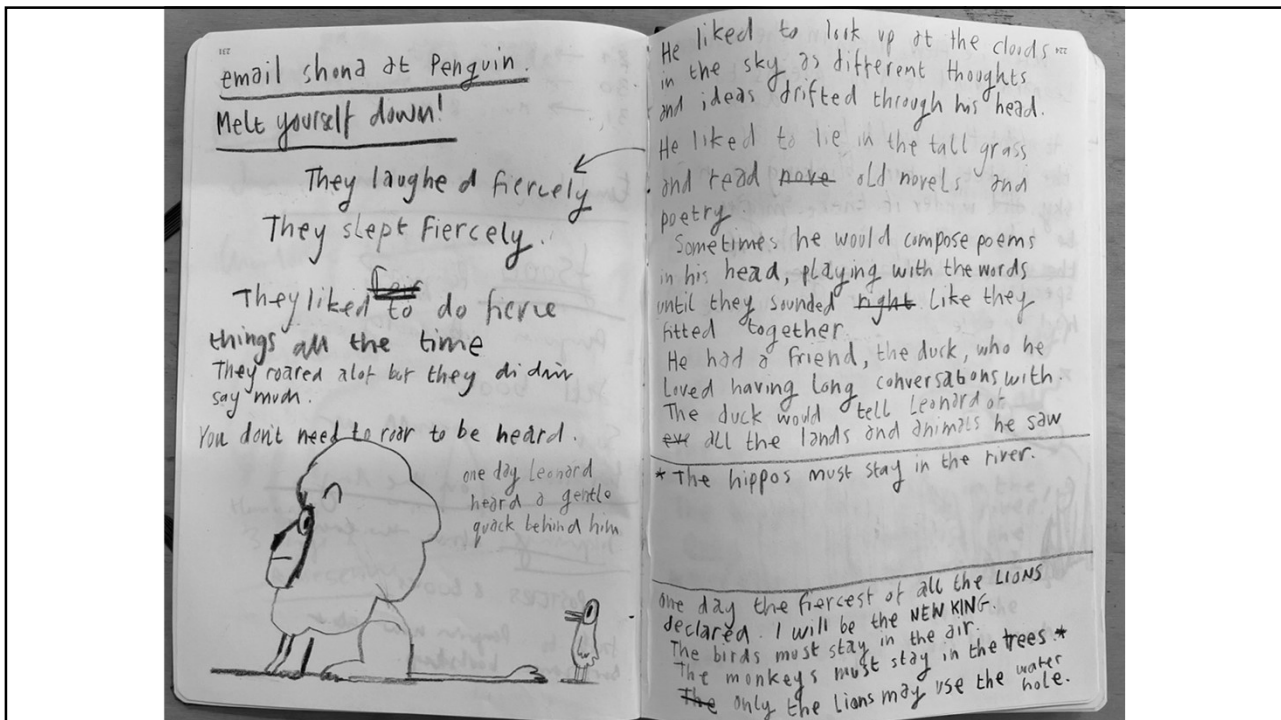 email shona at Penguin.
Melt yourself down!
They laughed fiercely
They slept fiercely.
They liked to do fierce
things all the time
They roared alot but they didnt
say much.
You don't need to roar to be heard.
one day Leonard
heard a gentle
quack behind him
He liked to look up at the clouds
in the sky as different thoughts
and ideas drifted through his head.
He liked to lie in the tall grass
and read nove old novels and
poetry.
Sometimes he would compose poems
in his head, playing with the words
until they sounded right like they
fitted together.
He had a friend, the duck, who he
loved having long conversations with.
The duck would tell Leonard of
eve all the lands and animals he saw
* The hippos must stay in the river.
one day the fiercest of all the LIONS
declared. I will be the NEW KING.
The birds must stay in the air.
The monkeys must stay in the trees *
The only the lions may use the water
hole.